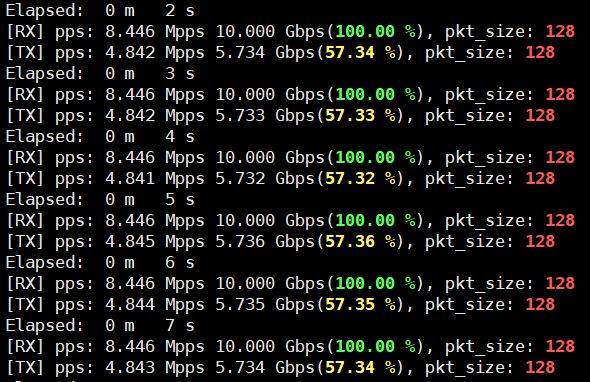 Elapsed:  0 m   2 s
[RX] pps: 8.446 Mpps 10.000 Gbps(100.00 %), pkt_size: 128
[TX] pps: 4.842 Mpps 5.734 Gbps(57.34 %), pkt_size: 128
Elapsed:  0 m   3 s
[RX] pps: 8.446 Mpps 10.000 Gbps(100.00 %), pkt_size: 128
[TX] pps: 4.842 Mpps 5.733 Gbps(57.33 %), pkt_size: 128
Elapsed:  0 m   4 s
[RX] pps: 8.446 Mpps 10.000 Gbps(100.00 %), pkt_size: 128
[TX] pps: 4.841 Mpps 5.732 Gbps(57.32 %), pkt_size: 128
Elapsed:  0 m   5 s
[RX] pps: 8.446 Mpps 10.000 Gbps(100.00 %), pkt_size: 128
[TX] pps: 4.845 Mpps 5.736 Gbps(57.36 %), pkt_size: 128
Elapsed:  0 m   6 s
[RX] pps: 8.446 Mpps 10.000 Gbps(100.00 %), pkt_size: 128
[TX] pps: 4.844 Mpps 5.735 Gbps(57.35 %), pkt_size: 128
Elapsed:  0 m   7 s
[RX] pps: 8.446 Mpps 10.000 Gbps(100.00 %), pkt_size: 128
[TX] pps: 4.843 Mpps 5.734 Gbps(57.34 %), pkt_size: 128